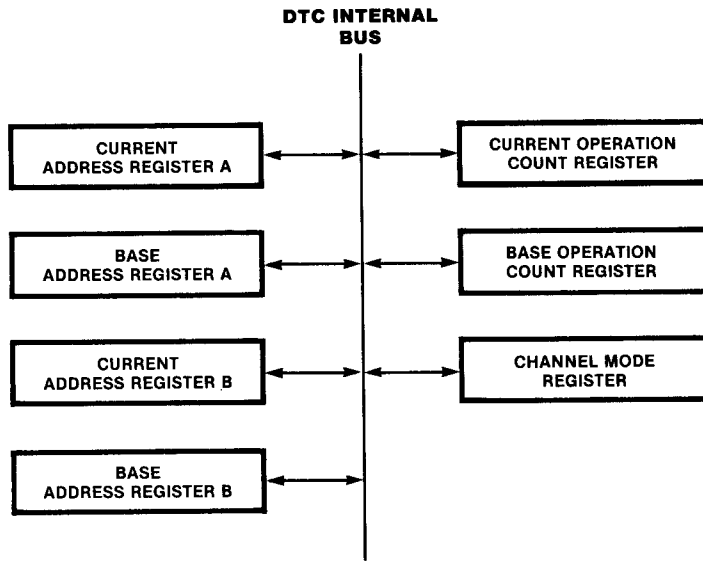 DTC INTERNAL
BUS
CURRENT
ADDRESS REGISTER A
CURRENT OPERATION
COUNT REGISTER
BASE
ADDRESS REGISTER A
BASE OPERATION
COUNT REGISTER
CURRENT
ADDRESS REGISTER B
CHANNEL MODE
REGISTER
BASE
ADDRESS REGISTER B